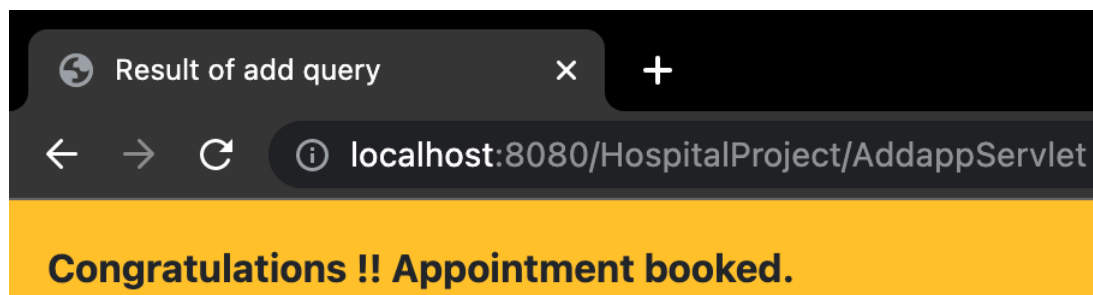 Result of add query
localhost:8080/HospitalProject/AddappServlet
Congratulations !! Appointment booked.